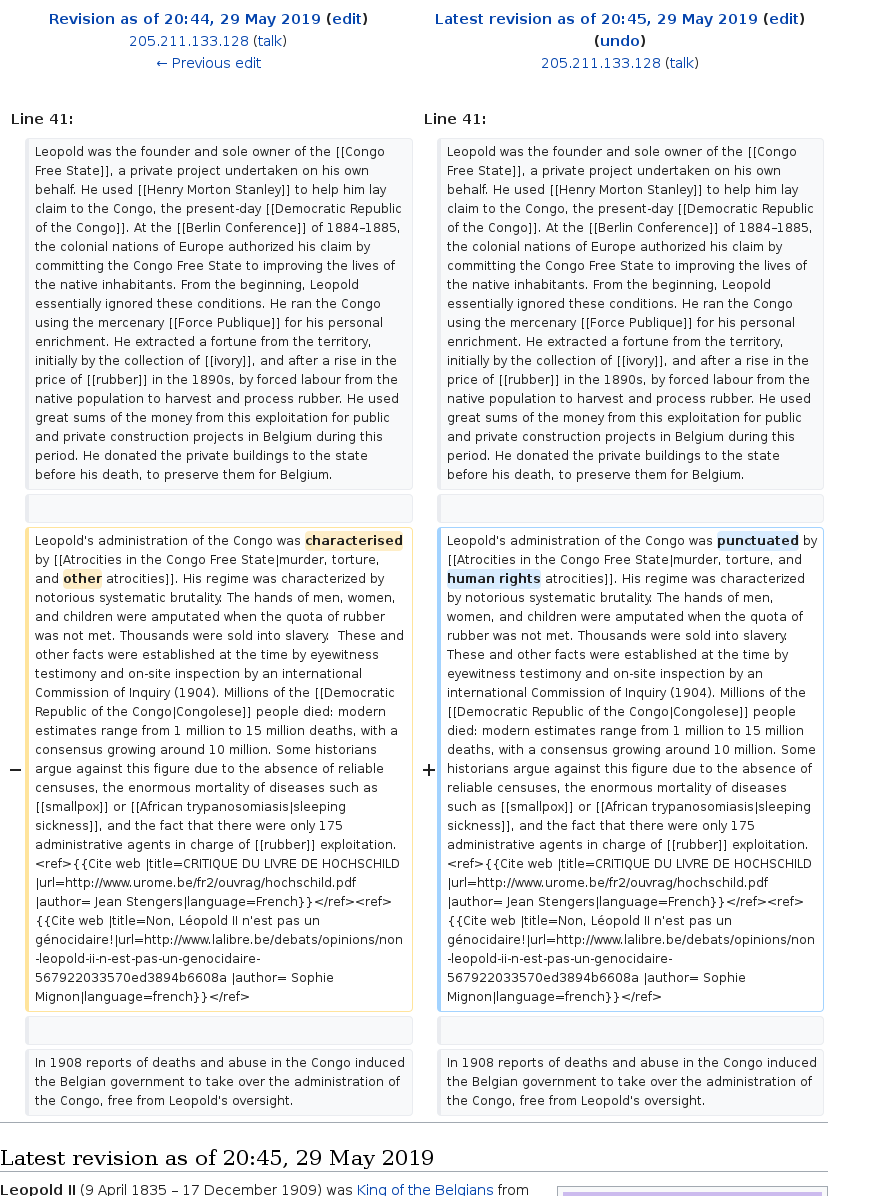 Revision as of 20:44, 29 May 2019 (edit)
205.211.133.128 (talk)
← Previous edit
Latest revision as of 20:45, 29 May 2019 (edit)
(undo)
205.211.133.128 (talk)
Line 41:
Leopold was the founder and sole owner of the [[Congo
Free State]], a private project undertaken on his own
behalf. He used [[Henry Morton Stanley]] to help him lay
claim to the Congo, the present-day [[Democratic Republic
of the Congo]]. At the [[Berlin Conference]] of 1884–1885,
the colonial nations of Europe authorized his claim by
committing the Congo Free State to improving the lives of
the native inhabitants. From the beginning, Leopold
essentially ignored these conditions. He ran the Congo
using the mercenary [[Force Publique]] for his personal
enrichment. He extracted a fortune from the territory,
initially by the collection of [[ivory]], and after a rise in the
price of [[rubber]] in the 1890s, by forced labour from the
native population to harvest and process rubber. He used
great sums of the money from this exploitation for public
and private construction projects in Belgium during this
period. He donated the private buildings to the state
before his death, to preserve them for Belgium.
Line 41:
Leopold was the founder and sole owner of the [[Congo
Free State]], a private project undertaken on his own
behalf. He used [[Henry Morton Stanley]] to help him lay
claim to the Congo, the present-day [[Democratic Republic
of the Congo]]. At the [[Berlin Conference]] of 1884–1885,
the colonial nations of Europe authorized his claim by
committing the Congo Free State to improving the lives of
the native inhabitants. From the beginning, Leopold
essentially ignored these conditions. He ran the Congo
using the mercenary [[Force Publique]] for his personal
enrichment. He extracted a fortune from the territory,
initially by the collection of [[ivory]], and after a rise in the
price of [[rubber]] in the 1890s, by forced labour from the
native population to harvest and process rubber. He used
great sums of the money from this exploitation for public
and private construction projects in Belgium during this
period. He donated the private buildings to the state
before his death, to preserve them for Belgium.
−
Leopold's administration of the Congo was characterised
by [[Atrocities in the Congo Free State|murder, torture,
and other atrocities]]. His regime was characterized by
notorious systematic brutality. The hands of men, women,
and children were amputated when the quota of rubber
was not met. Thousands were sold into slavery.  These and
other facts were established at the time by eyewitness
testimony and on-site inspection by an international
Commission of Inquiry (1904). Millions of the [[Democratic
Republic of the Congo|Congolese]] people died: modern
estimates range from 1 million to 15 million deaths, with a
consensus growing around 10 million. Some historians
argue against this figure due to the absence of reliable
censuses, the enormous mortality of diseases such as
[[smallpox]] or [[African trypanosomiasis|sleeping
sickness]], and the fact that there were only 175
administrative agents in charge of [[rubber]] exploitation.
<ref>{{Cite web |title=CRITIQUE DU LIVRE DE HOCHSCHILD
|url=http://www.urome.be/fr2/ouvrag/hochschild.pdf
|author= Jean Stengers|language=French}}</ref><ref>
{{Cite web |title=Non, Léopold II n'est pas un
génocidaire!|url=http://www.lalibre.be/debats/opinions/non
-leopold-ii-n-est-pas-un-genocidaire-
567922033570ed3894b6608a |author= Sophie
Mignon|language=french}}</ref>
+
Leopold's administration of the Congo was punctuated by
[[Atrocities in the Congo Free State|murder, torture, and
human rights atrocities]]. His regime was characterized
by notorious systematic brutality. The hands of men,
women, and children were amputated when the quota of
rubber was not met. Thousands were sold into slavery.
These and other facts were established at the time by
eyewitness testimony and on-site inspection by an
international Commission of Inquiry (1904). Millions of the
[[Democratic Republic of the Congo|Congolese]] people
died: modern estimates range from 1 million to 15 million
deaths, with a consensus growing around 10 million. Some
historians argue against this figure due to the absence of
reliable censuses, the enormous mortality of diseases
such as [[smallpox]] or [[African trypanosomiasis|sleeping
sickness]], and the fact that there were only 175
administrative agents in charge of [[rubber]] exploitation.
<ref>{{Cite web |title=CRITIQUE DU LIVRE DE HOCHSCHILD
|url=http://www.urome.be/fr2/ouvrag/hochschild.pdf
|author= Jean Stengers|language=French}}</ref><ref>
{{Cite web |title=Non, Léopold II n'est pas un
génocidaire!|url=http://www.lalibre.be/debats/opinions/non
-leopold-ii-n-est-pas-un-genocidaire-
567922033570ed3894b6608a |author= Sophie
Mignon|language=french}}</ref>
In 1908 reports of deaths and abuse in the Congo induced
the Belgian government to take over the administration of
the Congo, free from Leopold's oversight.
In 1908 reports of deaths and abuse in the Congo induced
the Belgian government to take over the administration of
the Congo, free from Leopold's oversight.
Latest revision as of 20:45, 29 May 2019
Leopold II (9 April 1835 – 17 December 1909) was King of the Belgians from